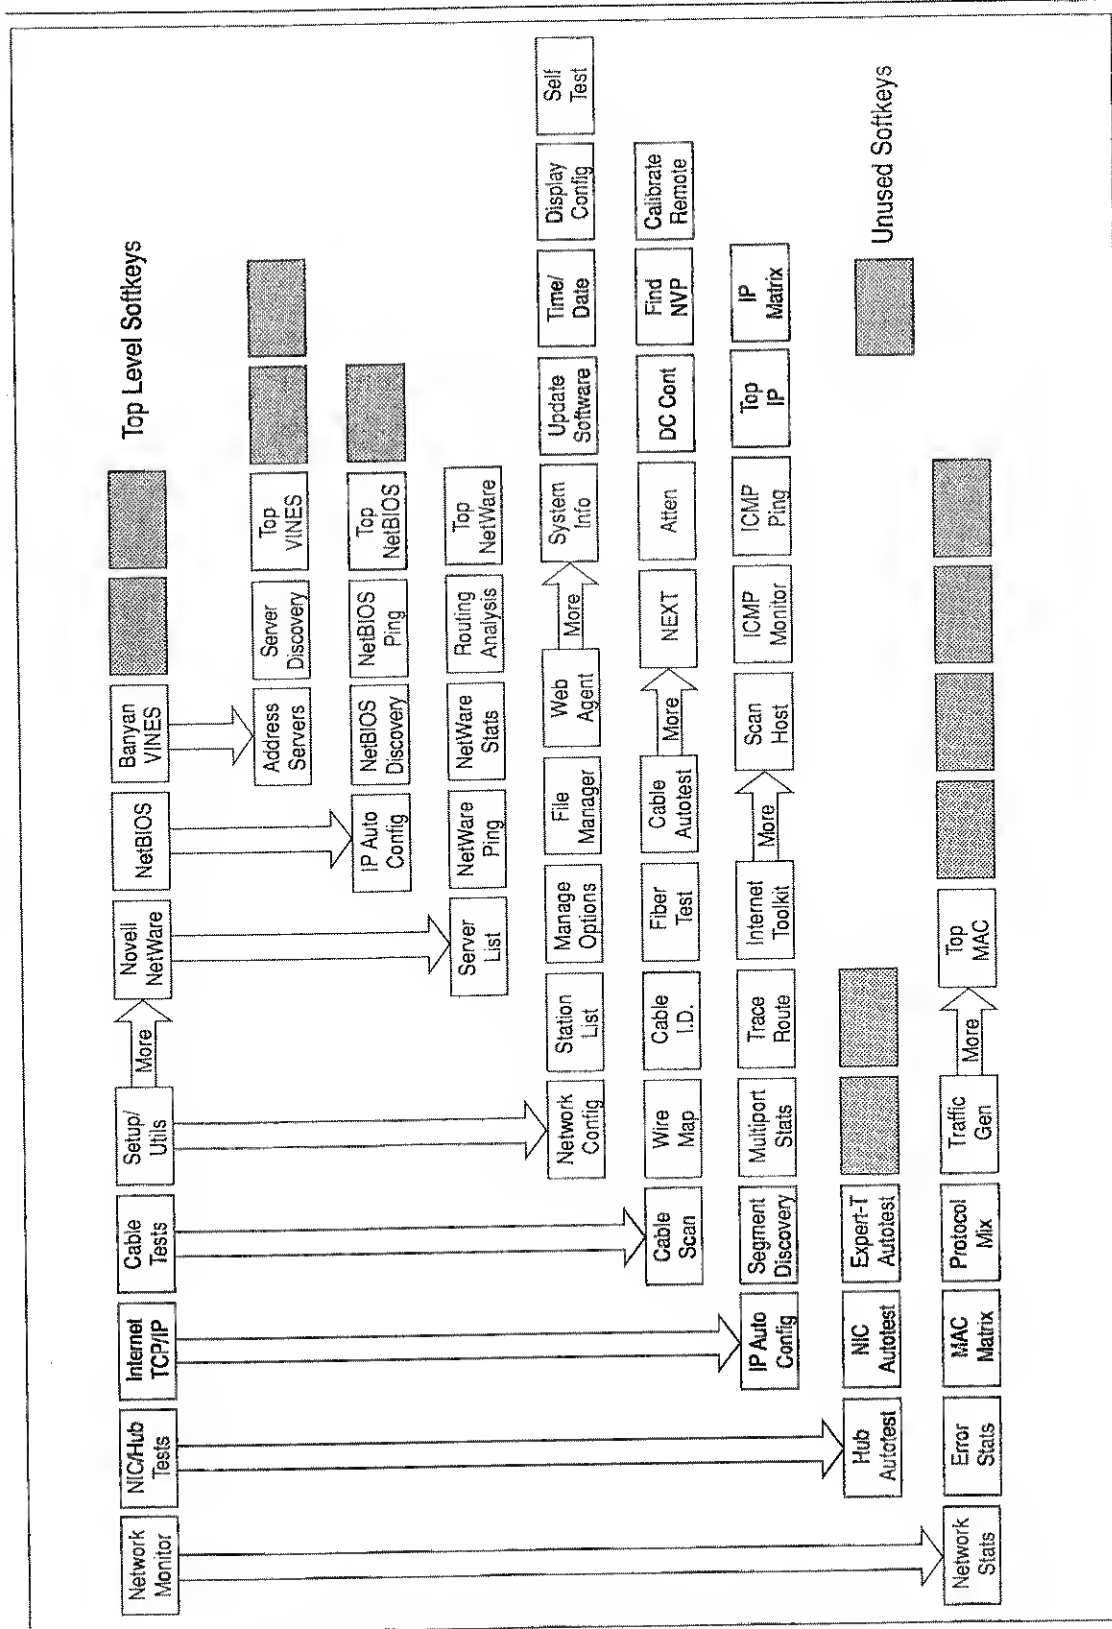 Top Level Softkeys
Network
Monitor
NIC/Hub
Tests
Internet
TCP/IP
Cable
Tests
Setup/
Utils
More
Novell
NetWare
NetBIOS
Banyan
VINES
Address
Servers
Server
Discovery
Top
VINES
IP Auto
Config
NetBIOS
Discovery
NetBIOS
Ping
Top
NetBIOS
Server
List
NetWare
Ping
NetWare
Stats
Routing
Analysis
Top
NetWare
Network
Config
Station
List
Manage
Options
File
Manager
Web
Agent
More
System
Info
Update
Software
Time/
Date
Display
Config
Self
Test
Cable
Scan
Wire
Map
Cable
I.D.
Fiber
Test
Cable
Autotest
More
NEXT
Atten
DC Cont
Find
NVP
Calibrate
Remote
IP Auto
Config
Segment
Discovery
Multiport
Stats
Trace
Route
Internet
Toolkit
More
Scan
Host
ICMP
Monitor
ICMP
Ping
Top
IP
IP
Matrix
Hub
Autotest
NIC
Autotest
Expert-T
Autotest
Unused Softkeys
Network
Stats
Error
Stats
MAC
Matrix
Protocol
Mix
Traffic
Gen
More
Top
MAC